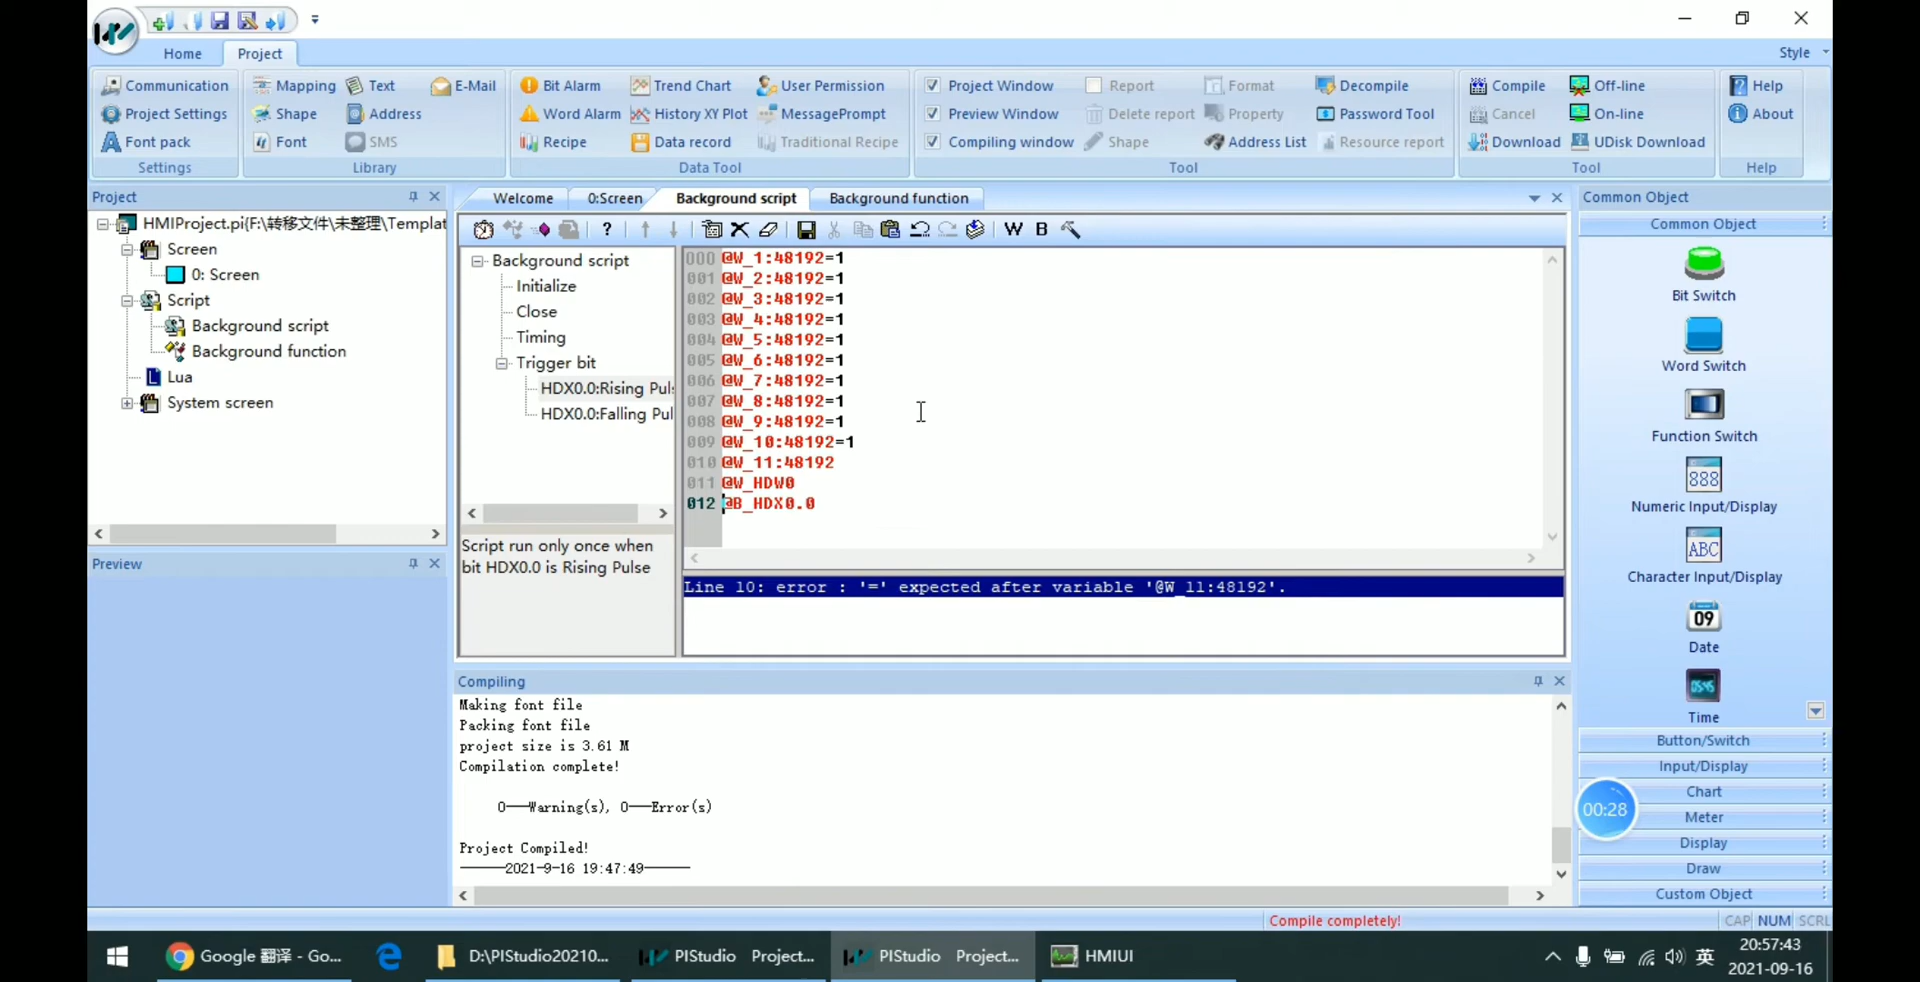 Home
Project
Style
Communication
Mapping
Text
E-Mail
Bit Alarm
Trend Chart
User Permission
Project Window
Report
Format
Decompile
Compile
Off-line
Help
Project Settings
Shape
Address
Word Alarm
History XY Plot
MessagePrompt
Preview Window
Delete report
Property
Password Tool
Cancel
On-line
About
Font pack
Font
SMS
Recipe
Data record
Traditional Recipe
Compiling window
Shape
Address List
Resource report
Download
UDisk Download
Settings
Library
Data Tool
Tool
Tool
Help
Project
HMIProject.pi{F:\转移文件\未整理\Templat
Screen
0: Screen
Script
Background script
Background function
Lua
System screen
Preview
Welcome
0:Screen
Background script
Background function
? W B
Background script
Initialize
Close
Timing
Trigger bit
HDX0.0:Rising Pul
HDX0.0:Falling Pul
Script run only once when
bit HDX0.0 is Rising Pulse
000 @W_1:48192=1
001 @W_2:48192=1
002 @W_3:48192=1
003 @W_4:48192=1
004 @W_5:48192=1
005 @W_6:48192=1
006 @W_7:48192=1
007 @W_8:48192=1
008 @W_9:48192=1
009 @W_10:48192=1
010 @W_11:48192
011 @W_HDW0
012 @B_HDX0.0
Line 10: error : '=' expected after variable '@W_11:48192'.
Compiling
Making font file
Packing font file
project size is 3.61 M
Compilation complete!
0——Warning(s), 0——Error(s)
Project Compiled!
———2021-9-16 19:47:49———
Common Object
Common Object
Bit Switch
Word Switch
Function Switch
888
Numeric Input/Display
ABC
Character Input/Display
09
Date
05:45
Time
Button/Switch
Input/Display
Chart
Meter
Display
Draw
Custom Object
00:28
Compile completely!
CAP NUM SCRL
Google 翻译 - Go...
D:\PIStudio20210...
PIStudio Project...
PIStudio Project...
HMIUI
英
20:57:43
2021-09-16